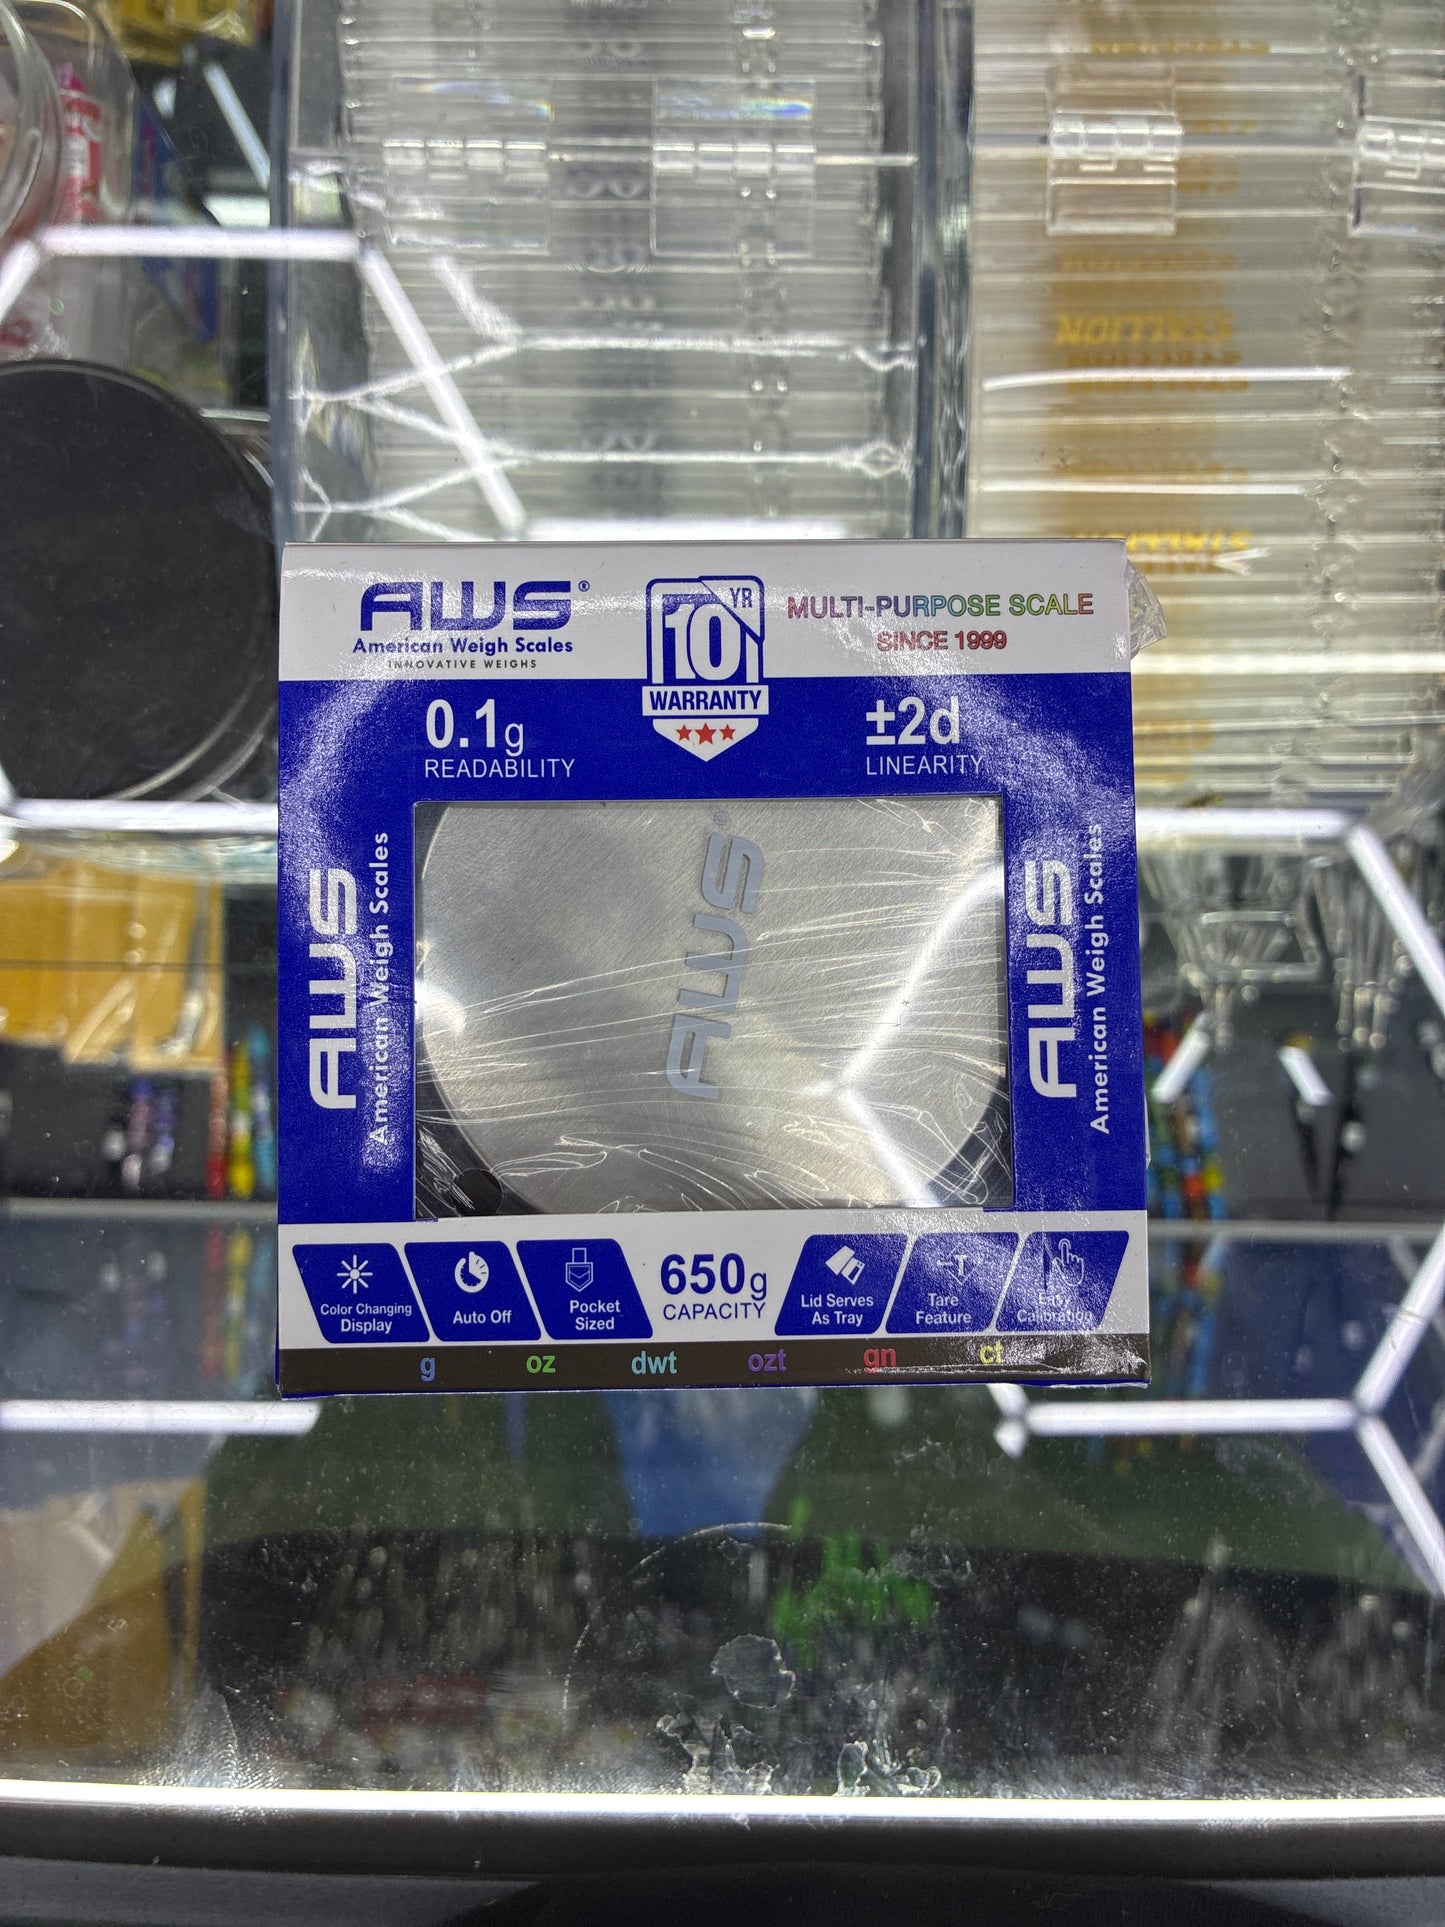 AWS®
American Weigh Scales
INNOVATIVE WEIGHS
10 YR
WARRANTY
MULTI-PURPOSE SCALE
SINCE 1999
0.1g
READABILITY
±2d
LINEARITY
AWS
American Weigh Scales
AWS®
AWS
American Weigh Scales
Color Changing
Display
Auto Off
Pocket
Sized
650g
CAPACITY
Lid Serves
As Tray
Tare
Feature
Easy
Calibration
g oz dwt ozt gn ct